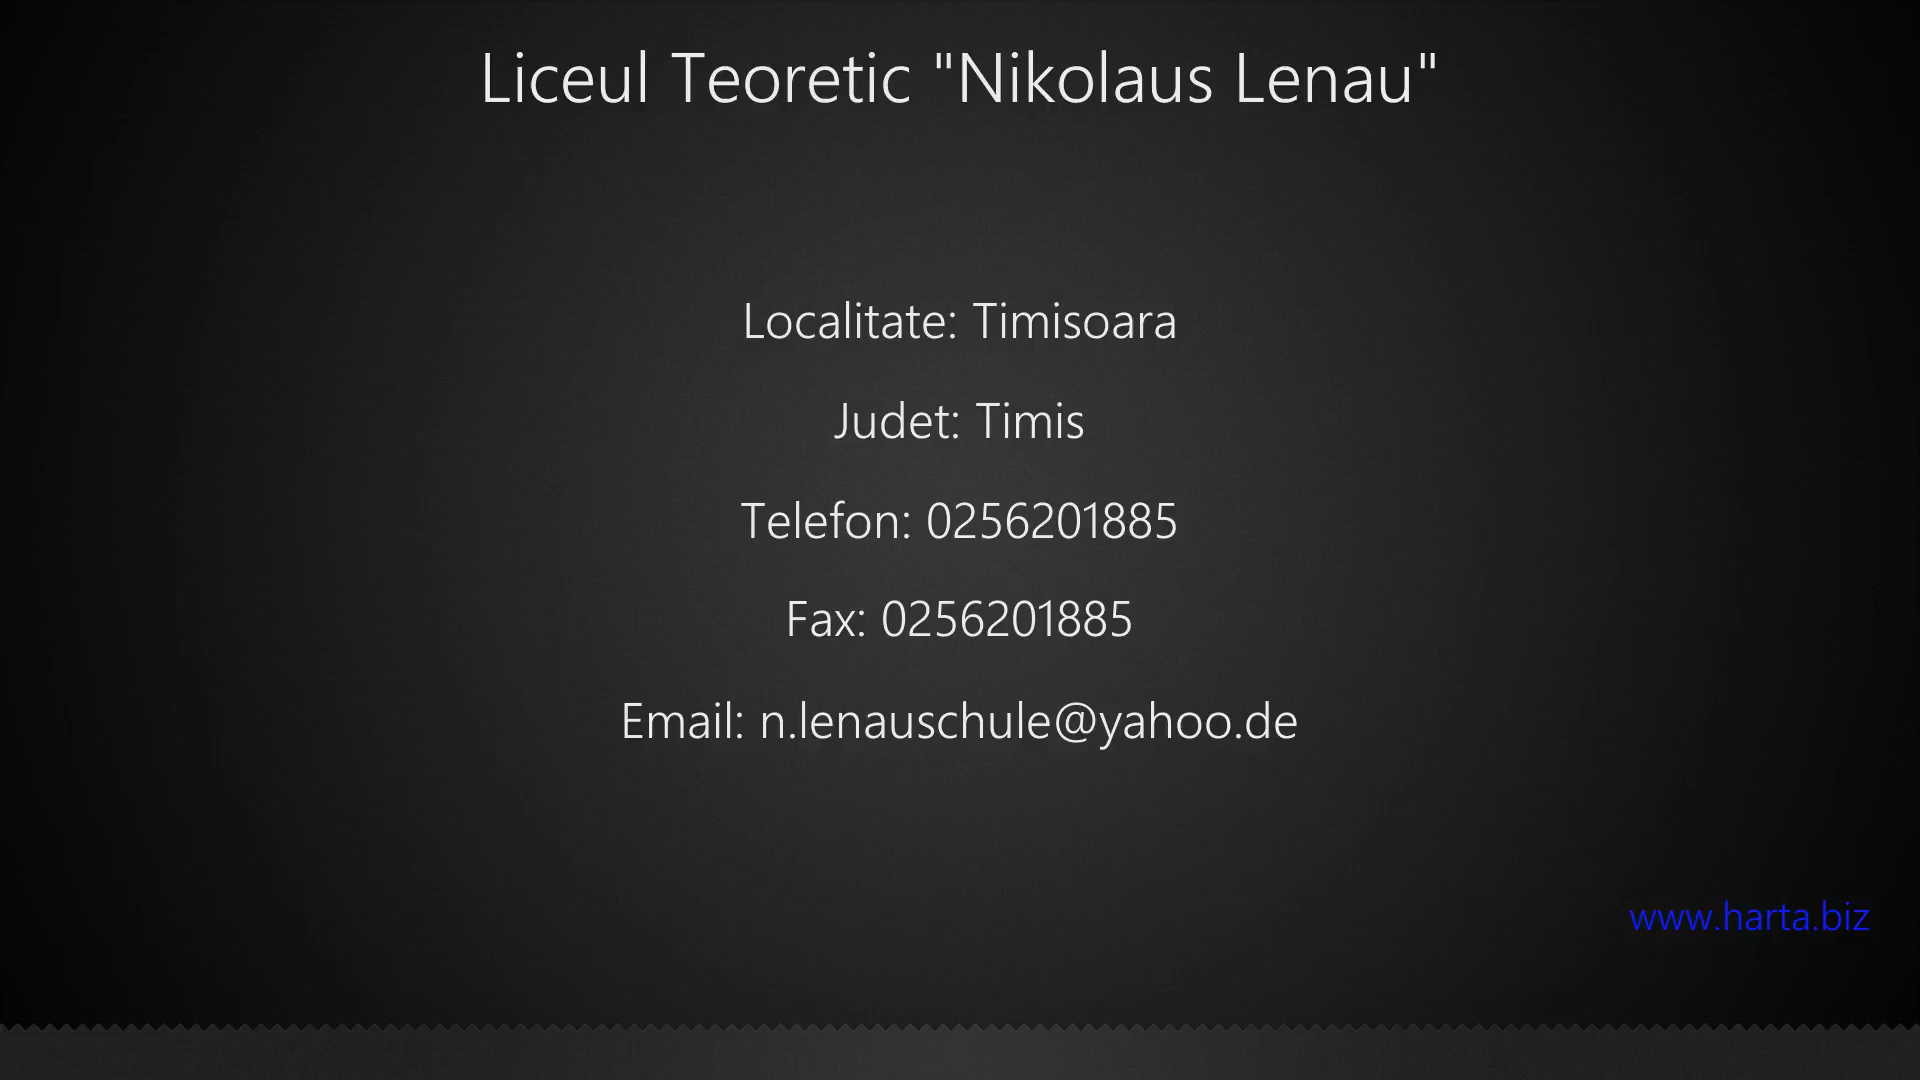 Liceul Teoretic "Nikolaus Lenau"
Localitate: Timisoara
Judet: Timis
Telefon: 0256201885
Fax: 0256201885
Email: n.lenauschule@yahoo.de
www.harta.biz